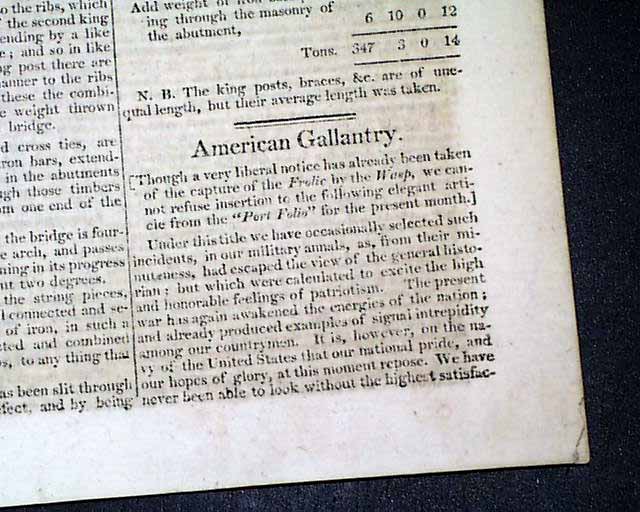 to the ribs, which
the second king
ending by a like
; and so in like
g post there are
anner to the ribs
these the combi-
e weight thrown
bridge.
d cross ties, are
ron bars, extend-
in the abutments
gh those timbers
om one end of the
the bridge is four-
e arch, and passes
ning in its progress
ut two degrees.
the string pieces,
l connected and se-
of iron, in such a
cted and combined
s, to any thing that
as been slit through
fect, and by being
Add weight of iron
ing through the masonry of
the abutment,
6 10 0 12
Tons. 347 3 0 14
N. B. The king posts, braces, &c. are of une-
qual length, but their average length was taken.
American Gallantry.
[Though a very liberal notice has already been taken
of the capture of the Frolic by the Wasp, we can-
not refuse insertion to the following elegant arti-
cle from the "Port Folio" for the present month.]
Under this title we have occasionally selected such
incidents, in our military annals, as, from their mi-
nuteness, had escaped the view of the general histo-
rian; but which were calculated to excite the high
and honorable feelings of patriotism. The present
war has again awakened the energies of the nation;
and already produced examples of signal intrepidity
among our countrymen. It is, however, on the na-
vy of the United States that our national pride, and
our hopes of glory, at this moment repose. We have
never been able to look without the highest satisfac-